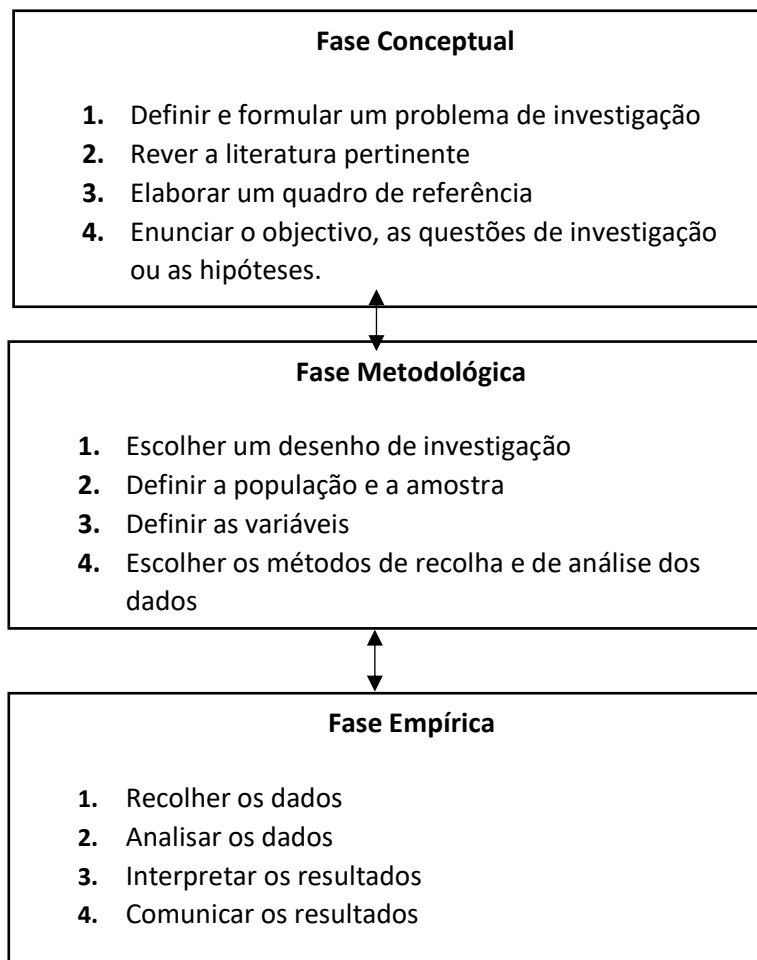 Fase Conceptual
1. Definir e formular um problema de investigação
2. Rever a literatura pertinente
3. Elaborar um quadro de referência
4. Enunciar o objectivo, as questões de investigação
ou as hipóteses.
Fase Metodológica
1. Escolher um desenho de investigação
2. Definir a população e a amostra
3. Definir as variáveis
4. Escolher os métodos de recolha e de análise dos
dados
Fase Empírica
1. Recolher os dados
2. Analisar os dados
3. Interpretar os resultados
4. Comunicar os resultados